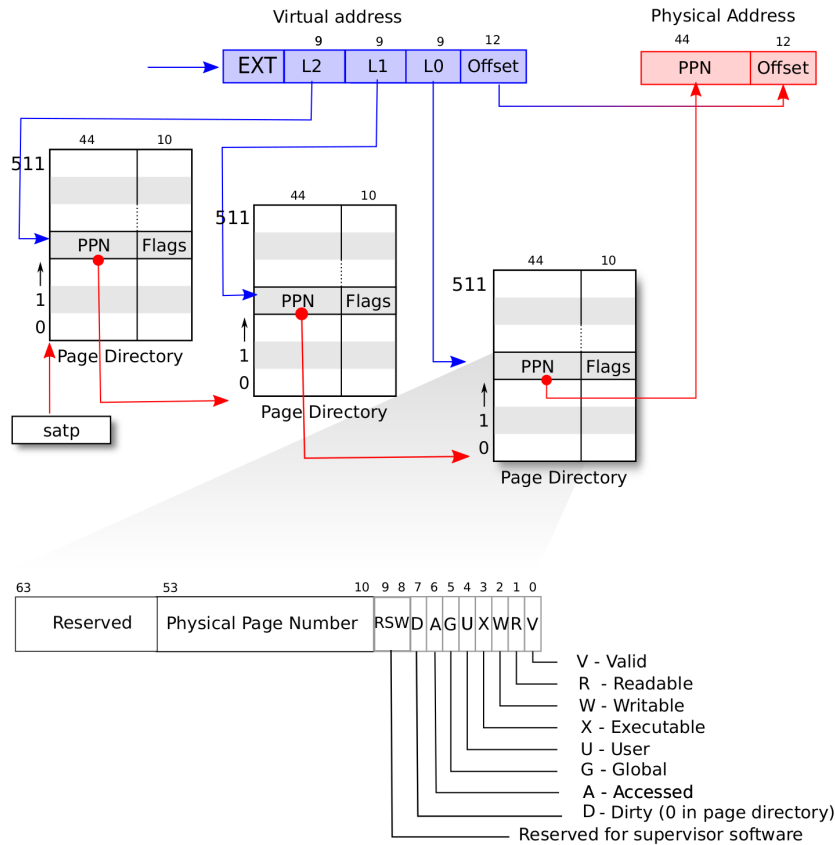 Virtual address
Physical Address
9 9 9 12
44 12
EXT L2 L1 L0 Offset
PPN Offset
44 10
511
PPN Flags
1
0
Page Directory
satp
44 10
511
PPN Flags
1
0
Page Directory
44 10
511
PPN Flags
1
0
Page Directory
63 53 10 9 8 7 6 5 4 3 2 1 0
Reserved Physical Page Number RSW D A G U X W R V
V - Valid
R - Readable
W - Writable
X - Executable
U - User
G - Global
A - Accessed
D - Dirty (0 in page directory)
Reserved for supervisor software